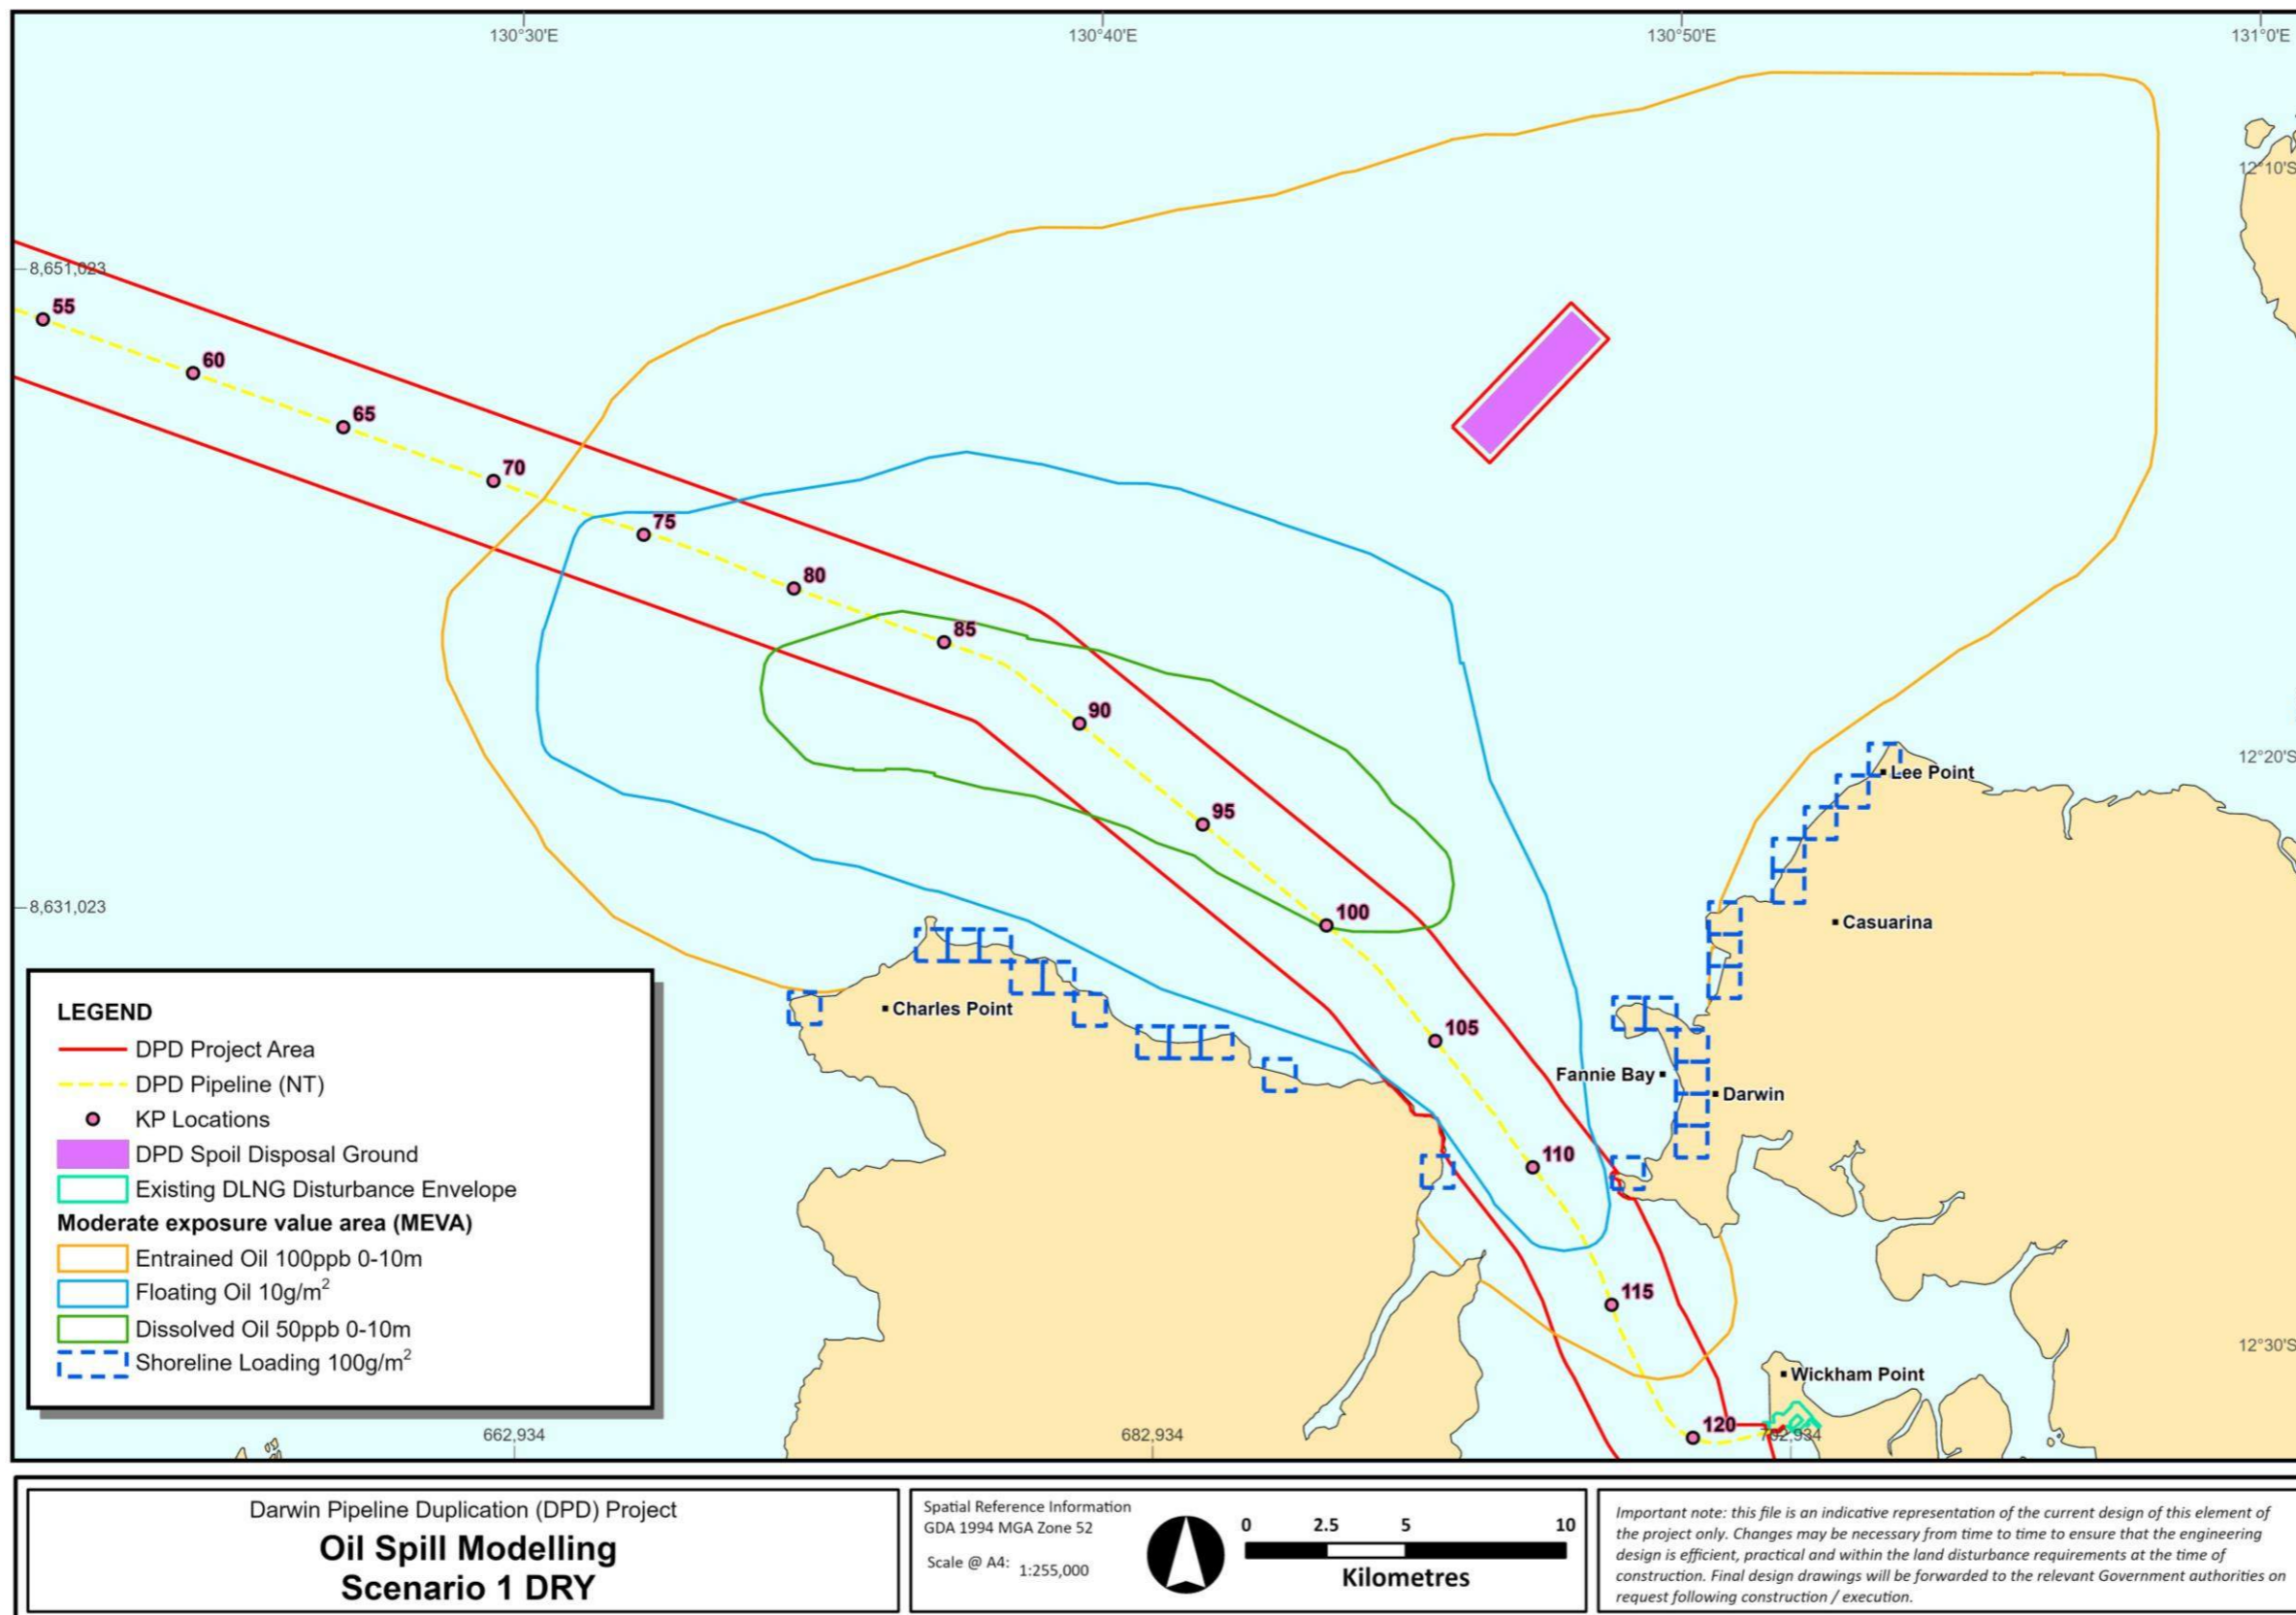 130°30'E
130°40'E
130°50'E
131°0'E
12°10'S
8,651,023
55
60
65
70
75
80
85
90
95
12°20'S
Lee Point
8,631,023
100
Casuarina
Charles Point
105
Fannie Bay
Darwin
110
115
12°30'S
Wickham Point
120
662,934
682,934
702,934
LEGEND
DPD Project Area
DPD Pipeline (NT)
KP Locations
DPD Spoil Disposal Ground
Existing DLNG Disturbance Envelope
Moderate exposure value area (MEVA)
Entrained Oil 100ppb 0-10m
Floating Oil 10g/m²
Dissolved Oil 50ppb 0-10m
Shoreline Loading 100g/m²
Darwin Pipeline Duplication (DPD) Project
Oil Spill Modelling
Scenario 1 DRY
Spatial Reference Information
GDA 1994 MGA Zone 52
Scale @ A4: 1:255,000
0 2.5 5 10
Kilometres
Important note: this file is an indicative representation of the current design of this element of
the project only. Changes may be necessary from time to time to ensure that the engineering
design is efficient, practical and within the land disturbance requirements at the time of
construction. Final design drawings will be forwarded to the relevant Government authorities on
request following construction / execution.